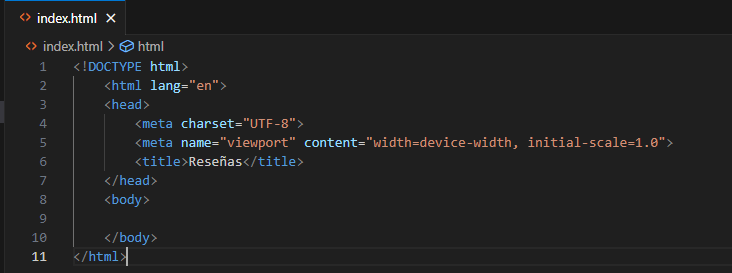 index.html
index.html > html
1 <!DOCTYPE html>
2 <html lang="en">
3 <head>
4 <meta charset="UTF-8">
5 <meta name="viewport" content="width=device-width, initial-scale=1.0">
6 <title>Reseñas</title>
7 </head>
8 <body>
9
10 </body>
11 </html>